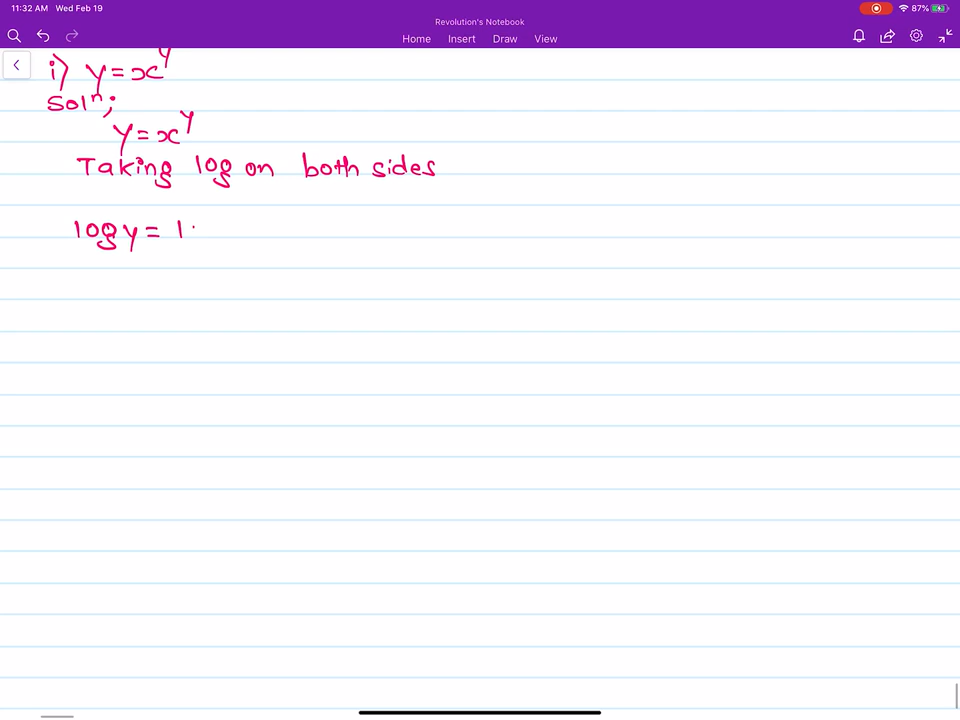 11:32 AM Wed Feb 19
87%
Revolution's Notebook
Home Insert Draw View
i) y = x^y
Solⁿ;
y = x^y
Taking log on both sides
log y = l